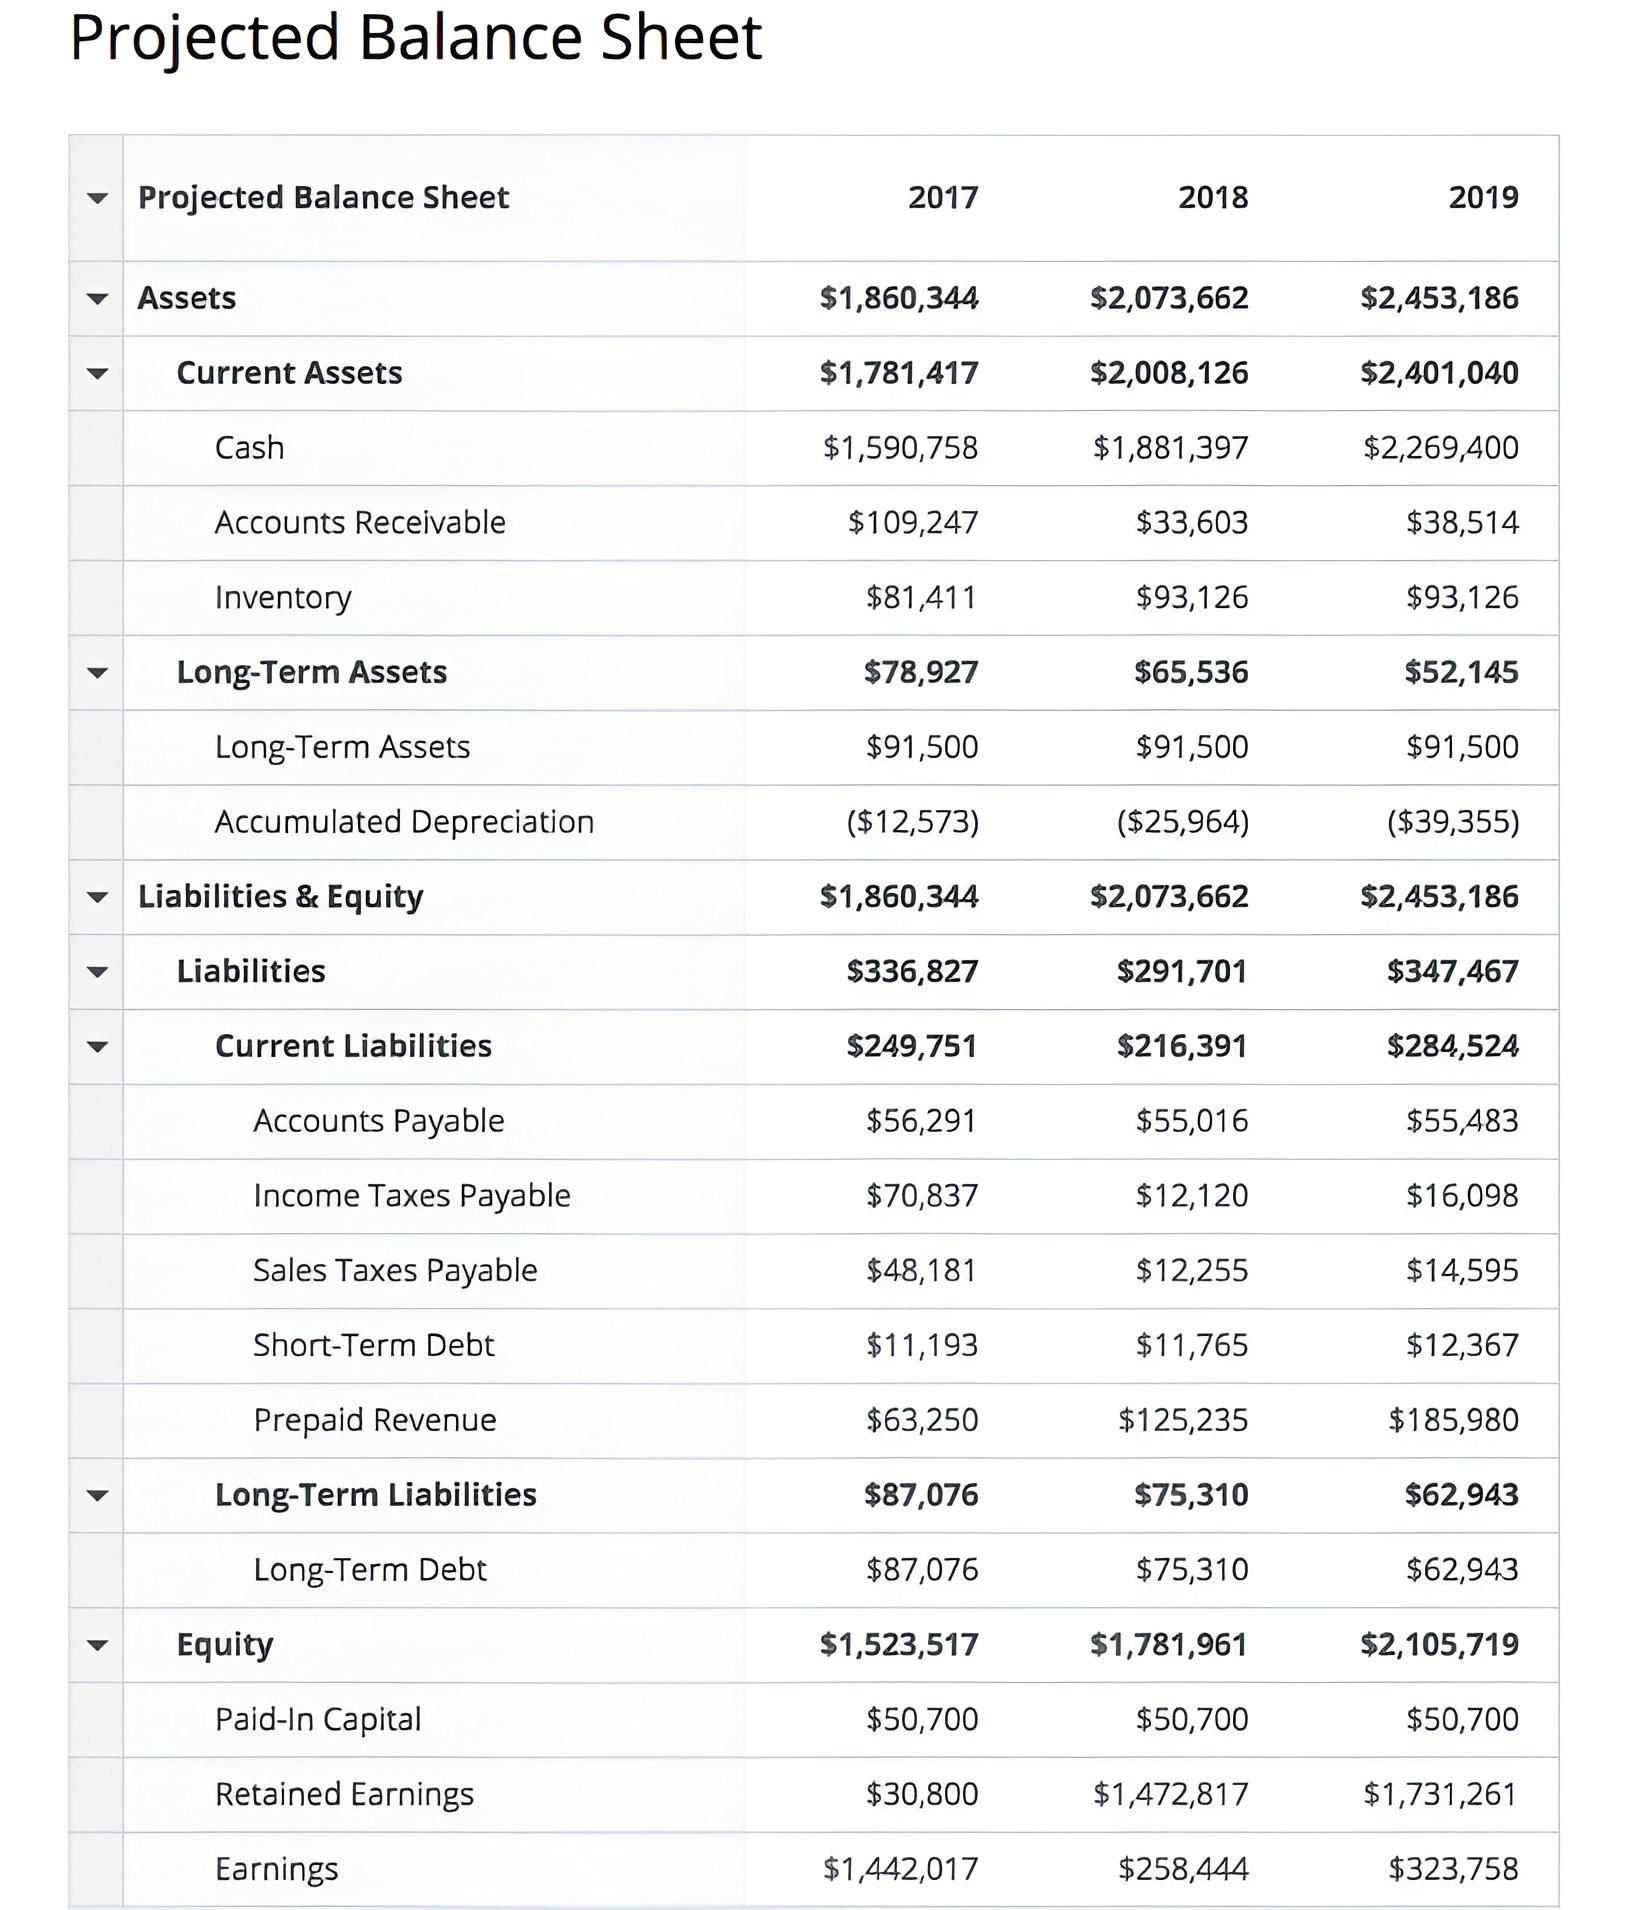 Projected Balance Sheet
Projected Balance Sheet 2017 2018 2019
Assets $1,860,344 $2,073,662 $2,453,186
Current Assets $1,781,417 $2,008,126 $2,401,040
Cash $1,590,758 $1,881,397 $2,269,400
Accounts Receivable $109,247 $33,603 $38,514
Inventory $81,411 $93,126 $93,126
Long-Term Assets $78,927 $65,536 $52,145
Long-Term Assets $91,500 $91,500 $91,500
Accumulated Depreciation ($12,573) ($25,964) ($39,355)
Liabilities & Equity $1,860,344 $2,073,662 $2,453,186
Liabilities $336,827 $291,701 $347,467
Current Liabilities $249,751 $216,391 $284,524
Accounts Payable $56,291 $55,016 $55,483
Income Taxes Payable $70,837 $12,120 $16,098
Sales Taxes Payable $48,181 $12,255 $14,595
Short-Term Debt $11,193 $11,765 $12,367
Prepaid Revenue $63,250 $125,235 $185,980
Long-Term Liabilities $87,076 $75,310 $62,943
Long-Term Debt $87,076 $75,310 $62,943
Equity $1,523,517 $1,781,961 $2,105,719
Paid-In Capital $50,700 $50,700 $50,700
Retained Earnings $30,800 $1,472,817 $1,731,261
Earnings $1,442,017 $258,444 $323,758